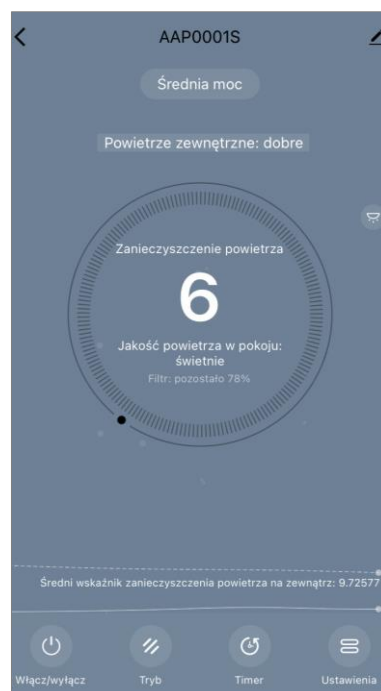 AAP0001S
Średnia moc
Powietrze zewnętrzne: dobre
Zanieczyszczenie powietrza
6
Jakość powietrza w pokoju:
świetnie
Filtr: pozostało 78%
Średni wskaźnik zanieczyszczenia powietrza na zewnątrz: 9.72577
Włącz/wyłącz
Tryb
Timer
Ustawienia